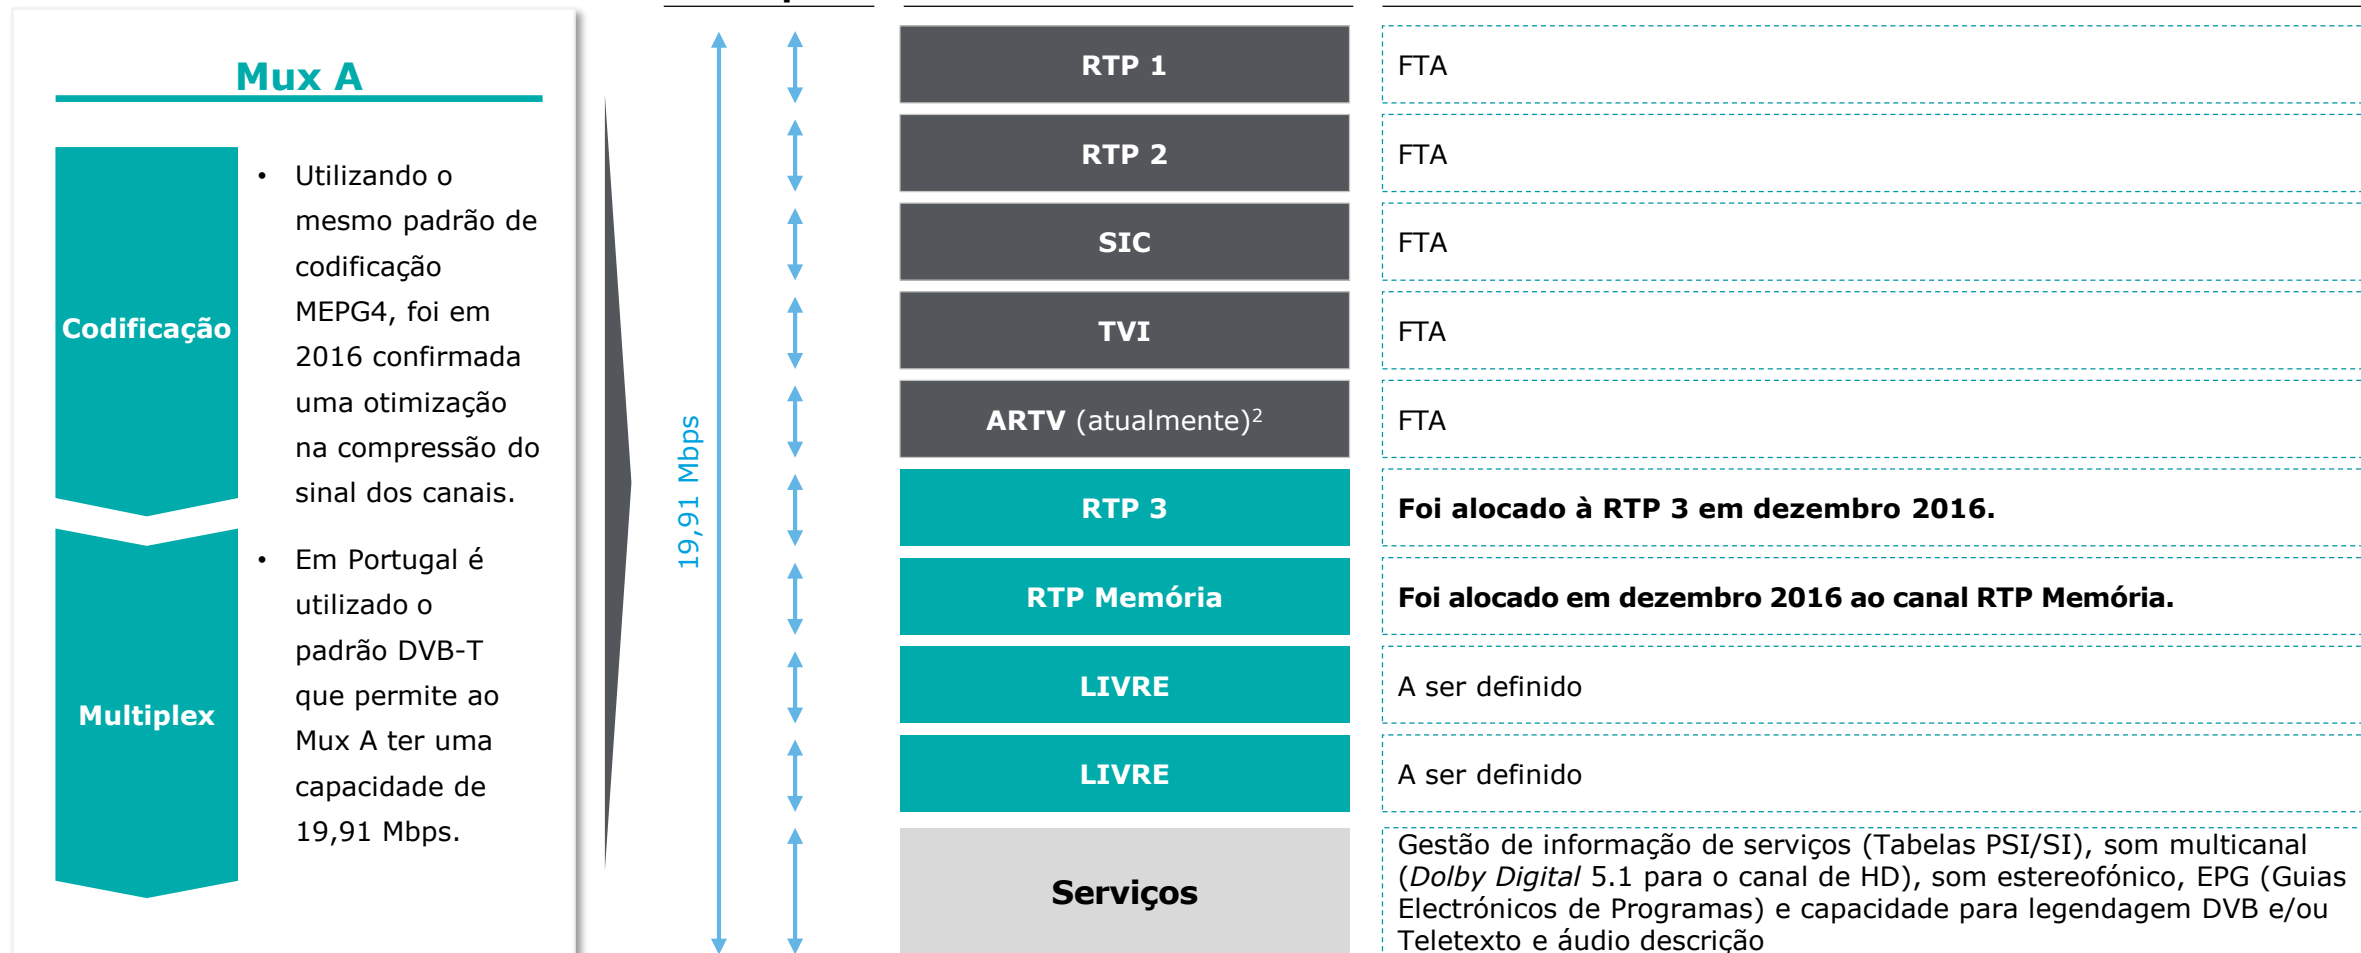 Mux A
Codificação
• Utilizando o
mesmo padrão de
codificação
MEPG4, foi em
2016 confirmada
uma otimização
na compressão do
sinal dos canais.
Multiplex
• Em Portugal é
utilizado o
padrão DVB-T
que permite ao
Mux A ter uma
capacidade de
19,91 Mbps.
19,91 Mbps
RTP 1
FTA
RTP 2
FTA
SIC
FTA
TVI
FTA
ARTV (atualmente)²
FTA
RTP 3
Foi alocado à RTP 3 em dezembro 2016.
RTP Memória
Foi alocado em dezembro 2016 ao canal RTP Memória.
LIVRE
A ser definido
LIVRE
A ser definido
Serviços
Gestão de informação de serviços (Tabelas PSI/SI), som multicanal
(Dolby Digital 5.1 para o canal de HD), som estereofónico, EPG (Guias
Electrónicos de Programas) e capacidade para legendagem DVB e/ou
Teletexto e áudio descrição